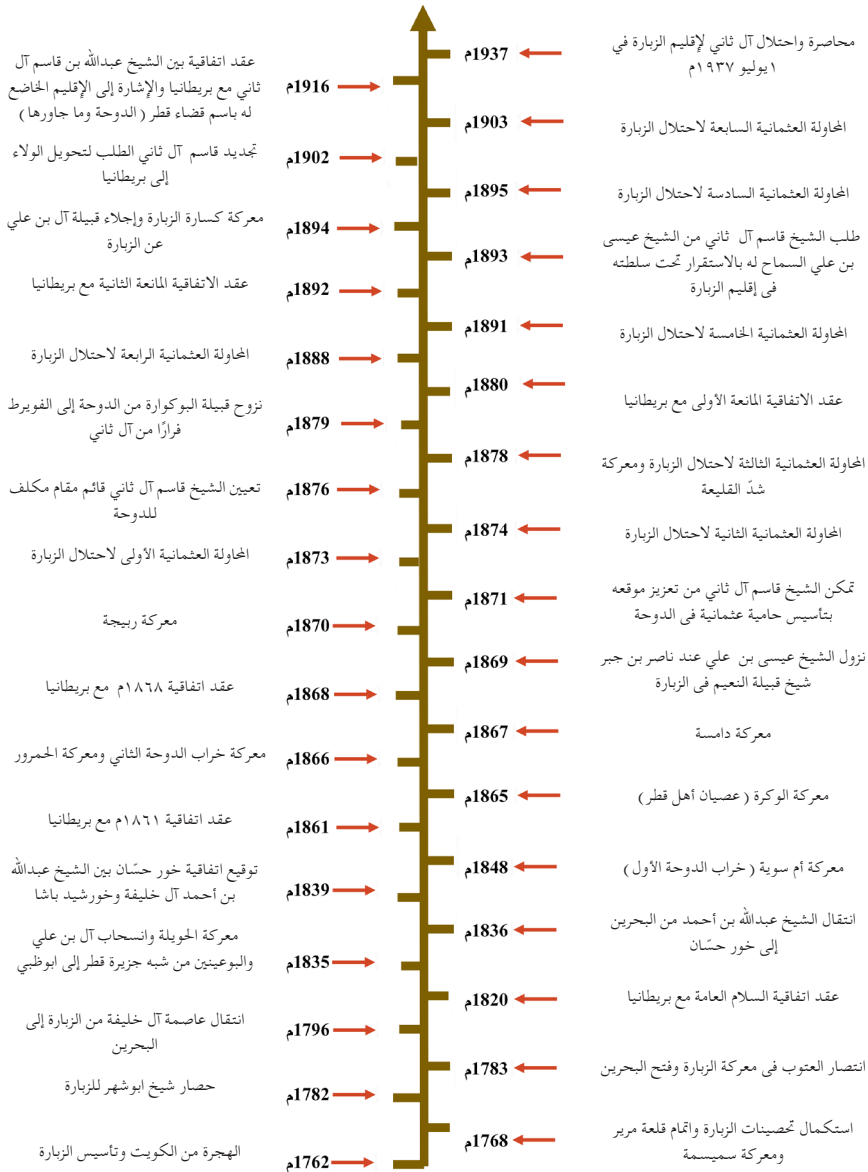 محاصرة واحتلال آل ثاني لإقليم الزبارة في
١يوليو ١٩٣٧م
1937م
عقد اتفاقية بين الشيخ عبدالله بن قاسم آل
ثاني مع بريطانيا والإشارة إلى الإقليم الخاضع
له باسم قضاء قطر (الدوحة وما جاورها)
1916م
المحاولة العثمانية السابعة لاحتلال الزبارة
1903م
تجديد قاسم آل ثاني الطلب لتحويل الولاء
إلى بريطانيا
1902م
المحاولة العثمانية السادسة لاحتلال الزبارة
1895م
معركة كسارة الزبارة وإجلاء قبيلة آل بن علي
عن الزبارة
1894م
طلب الشيخ قاسم آل ثاني من الشيخ عيسى
بن علي السماح له بالاستقرار تحت سلطته
فى إقليم الزبارة
1893م
عقد الاتفاقية المانعة الثانية مع بريطانيا
1892م
المحاولة العثمانية الخامسة لاحتلال الزبارة
1891م
المحاولة العثمانية الرابعة لاحتلال الزبارة
1888م
عقد الاتفاقية المانعة الأولى مع بريطانيا
1880م
نزوح قبيلة البوكوارة من الدوحة إلى الفويرط
فرارًا من آل ثاني
1879م
المحاولة العثمانية الثالثة لاحتلال الزبارة ومعركة
شدّ القليعة
1878م
تعيين الشيخ قاسم آل ثاني قائم مقام مكلف
للدوحة
1876م
المحاولة العثمانية الثانية لاحتلال الزبارة
1874م
المحاولة العثمانية الأولى لاحتلال الزبارة
1873م
تمكن الشيخ قاسم آل ثاني من تعزيز موقعه
بتأسيس حامية عثمانية فى الدوحة
1871م
معركة ربيجة
1870م
نزول الشيخ عيسى بن علي عند ناصر بن جبر
شيخ قبيلة النعيم فى الزبارة
1869م
عقد اتفاقية ١٨٦٨م مع بريطانيا
1868م
معركة دامسة
1867م
معركة خراب الدوحة الثاني ومعركة الحمرور
1866م
معركة الوكرة (عصيان أهل قطر)
1865م
عقد اتفاقية ١٨٦١م مع بريطانيا
1861م
معركة أم سوية (خراب الدوحة الأول)
1848م
توقيع اتفاقية خور حسّان بين الشيخ عبدالله
بن أحمد آل خليفة وخورشيد باشا
1839م
انتقال الشيخ عبدالله بن أحمد من البحرين
إلى خور حسّان
1836م
معركة الحويلة وانسحاب آل بن علي
والبوعينين من شبه جزيرة قطر إلى ابوظبي
1835م
عقد اتفاقية السلام العامة مع بريطانيا
1820م
انتقال عاصمة آل خليفة من الزبارة إلى
البحرين
1796م
انتصار العتوب فى معركة الزبارة وفتح البحرين
1783م
حصار شيخ ابوشهر للزبارة
1782م
استكمال تحصينات الزبارة واتمام قلعة مرير
ومعركة سميسمة
1768م
الهجرة من الكويت وتأسيس الزبارة
1762م